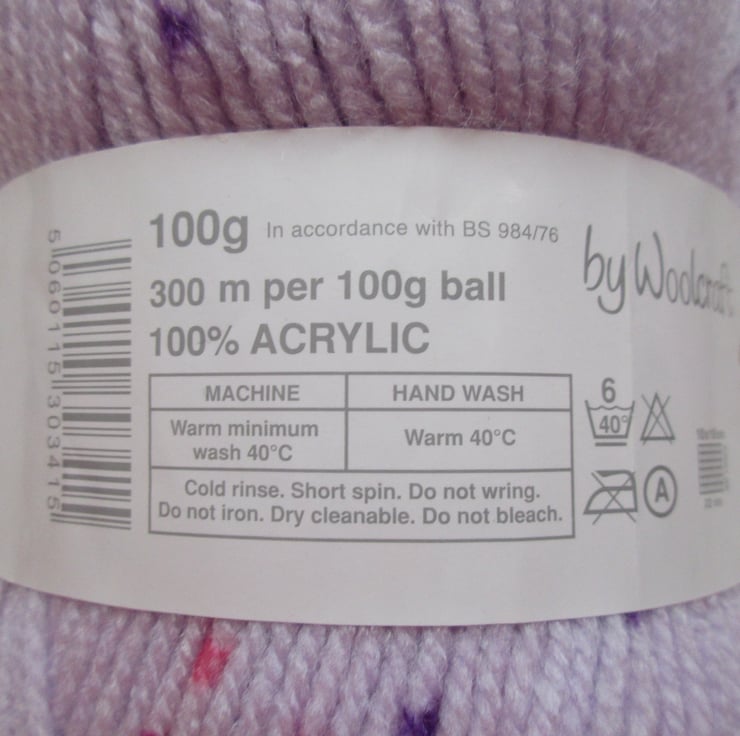 100g In accordance with BS 984/76
300 m per 100g ball
100% ACRYLIC
MACHINE HAND WASH
Warm minimum wash 40°C
Warm 40°C
Cold rinse. Short spin. Do not wring.
Do not iron. Dry cleanable. Do not bleach.
by Woolcraft
6
40°
A
5 060115 303415